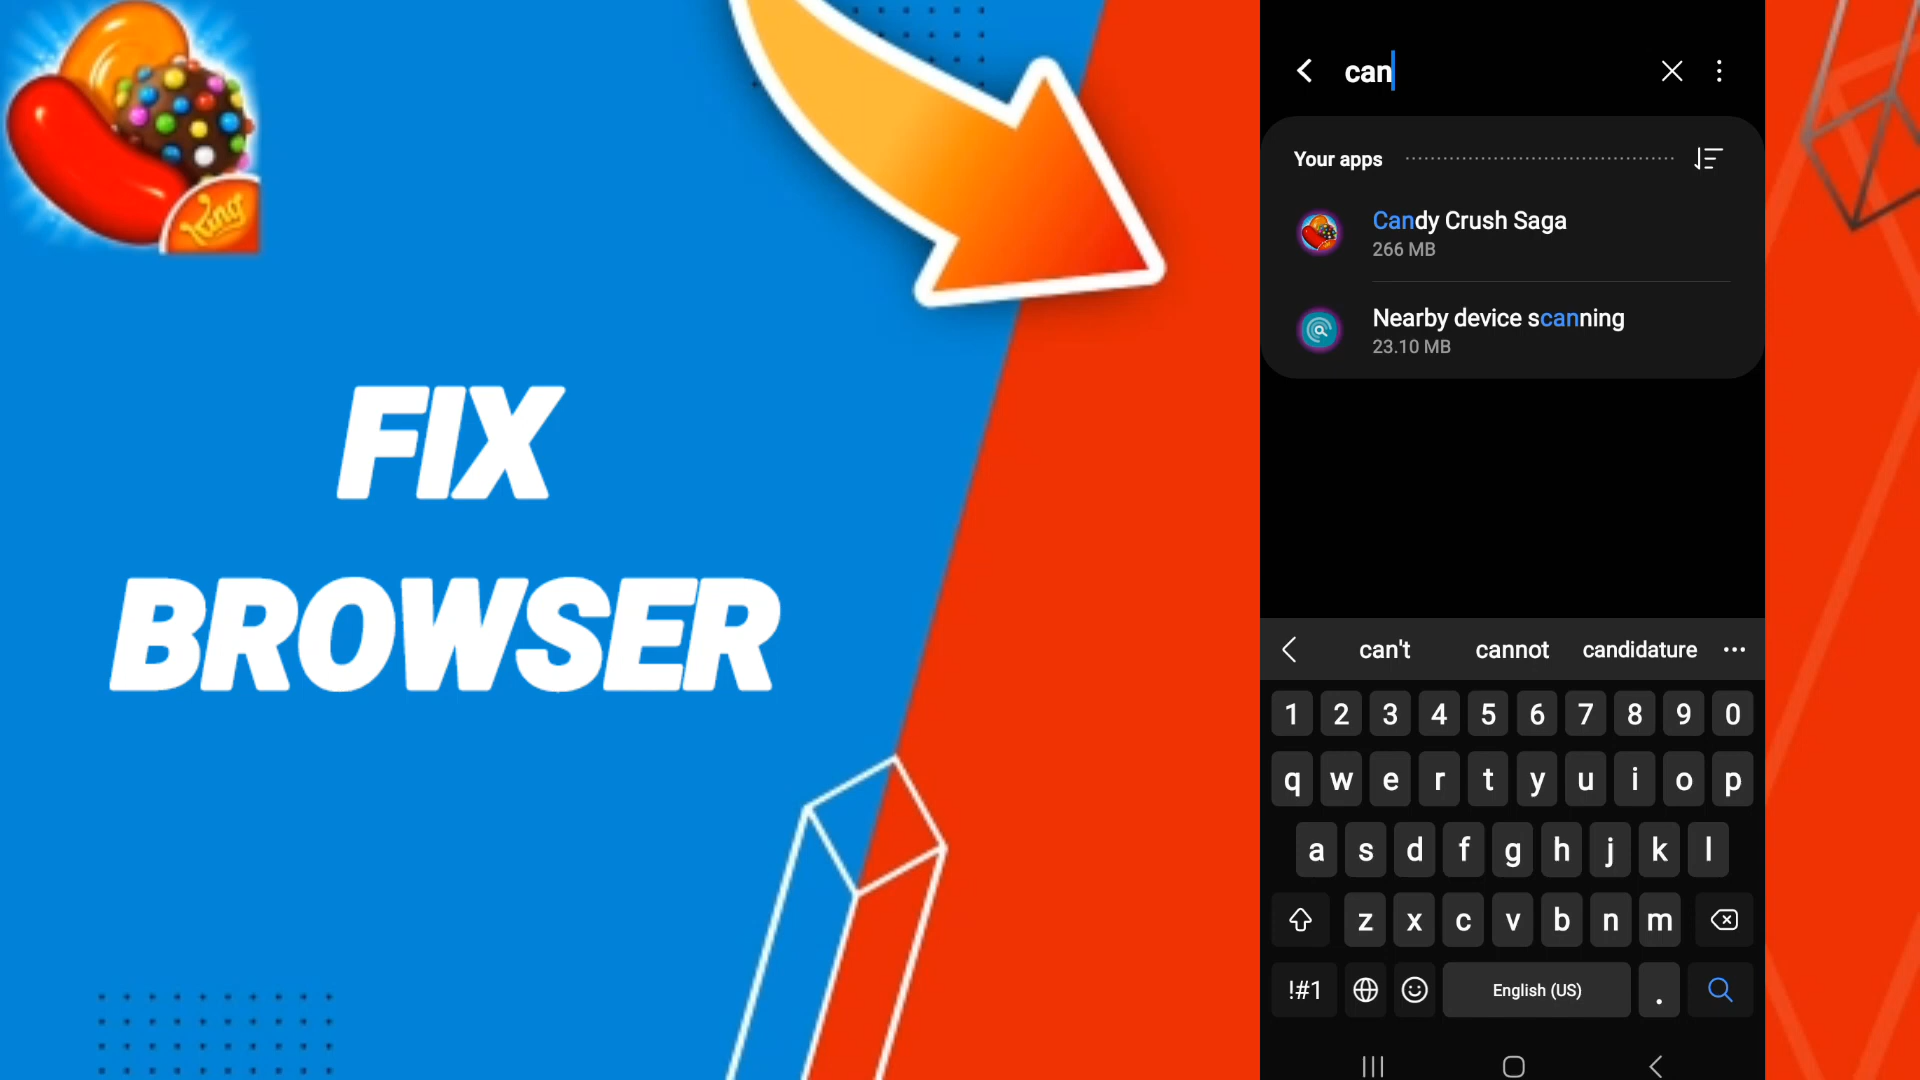 King
FIX
BROWSER
can
Your apps
Candy Crush Saga
266 MB
Nearby device scanning
23.10 MB
can't cannot candidature
1 2 3 4 5 6 7 8 9 0
q w e r t y u i o p
a s d f g h j k l
z x c v b n m
!#1 English (US) .